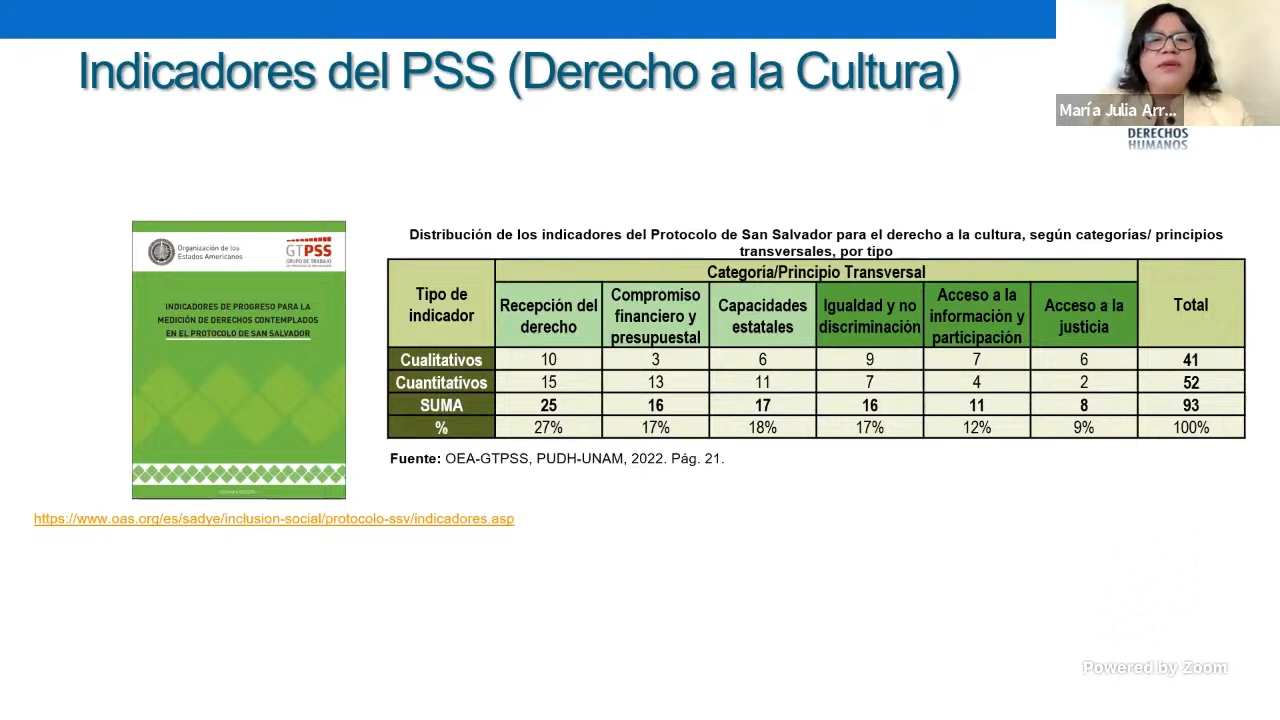 Indicadores del PSS (Derecho a la Cultura)
María Julia Arr...
DERECHOS
HUMANOS
Organización de los
Estados Americanos
GTPSS
GRUPO DE TRABAJO
INDICADORES DE PROGRESO PARA LA
MEDICIÓN DE DERECHOS CONTEMPLADOS
EN EL PROTOCOLO DE SAN SALVADOR
Distribución de los indicadores del Protocolo de San Salvador para el derecho a la cultura, según categorías/ principios
transversales, por tipo
Tipo de
indicador
Categoría/Principio Transversal
Total
Recepción del
derecho
Compromiso
financiero y
presupuestal
Capacidades
estatales
Igualdad y no
discriminación
Acceso a la
información y
participación
Acceso a la
justicia
Cualitativos 10 3 6 9 7 6 41
Cuantitativos 15 13 11 7 4 2 52
SUMA 25 16 17 16 11 8 93
% 27% 17% 18% 17% 12% 9% 100%
Fuente: OEA-GTPSS, PUDH-UNAM, 2022. Pág. 21.
https://www.oas.org/es/sadye/inclusion-social/protocolo-ssv/indicadores.asp
Powered by Zoom